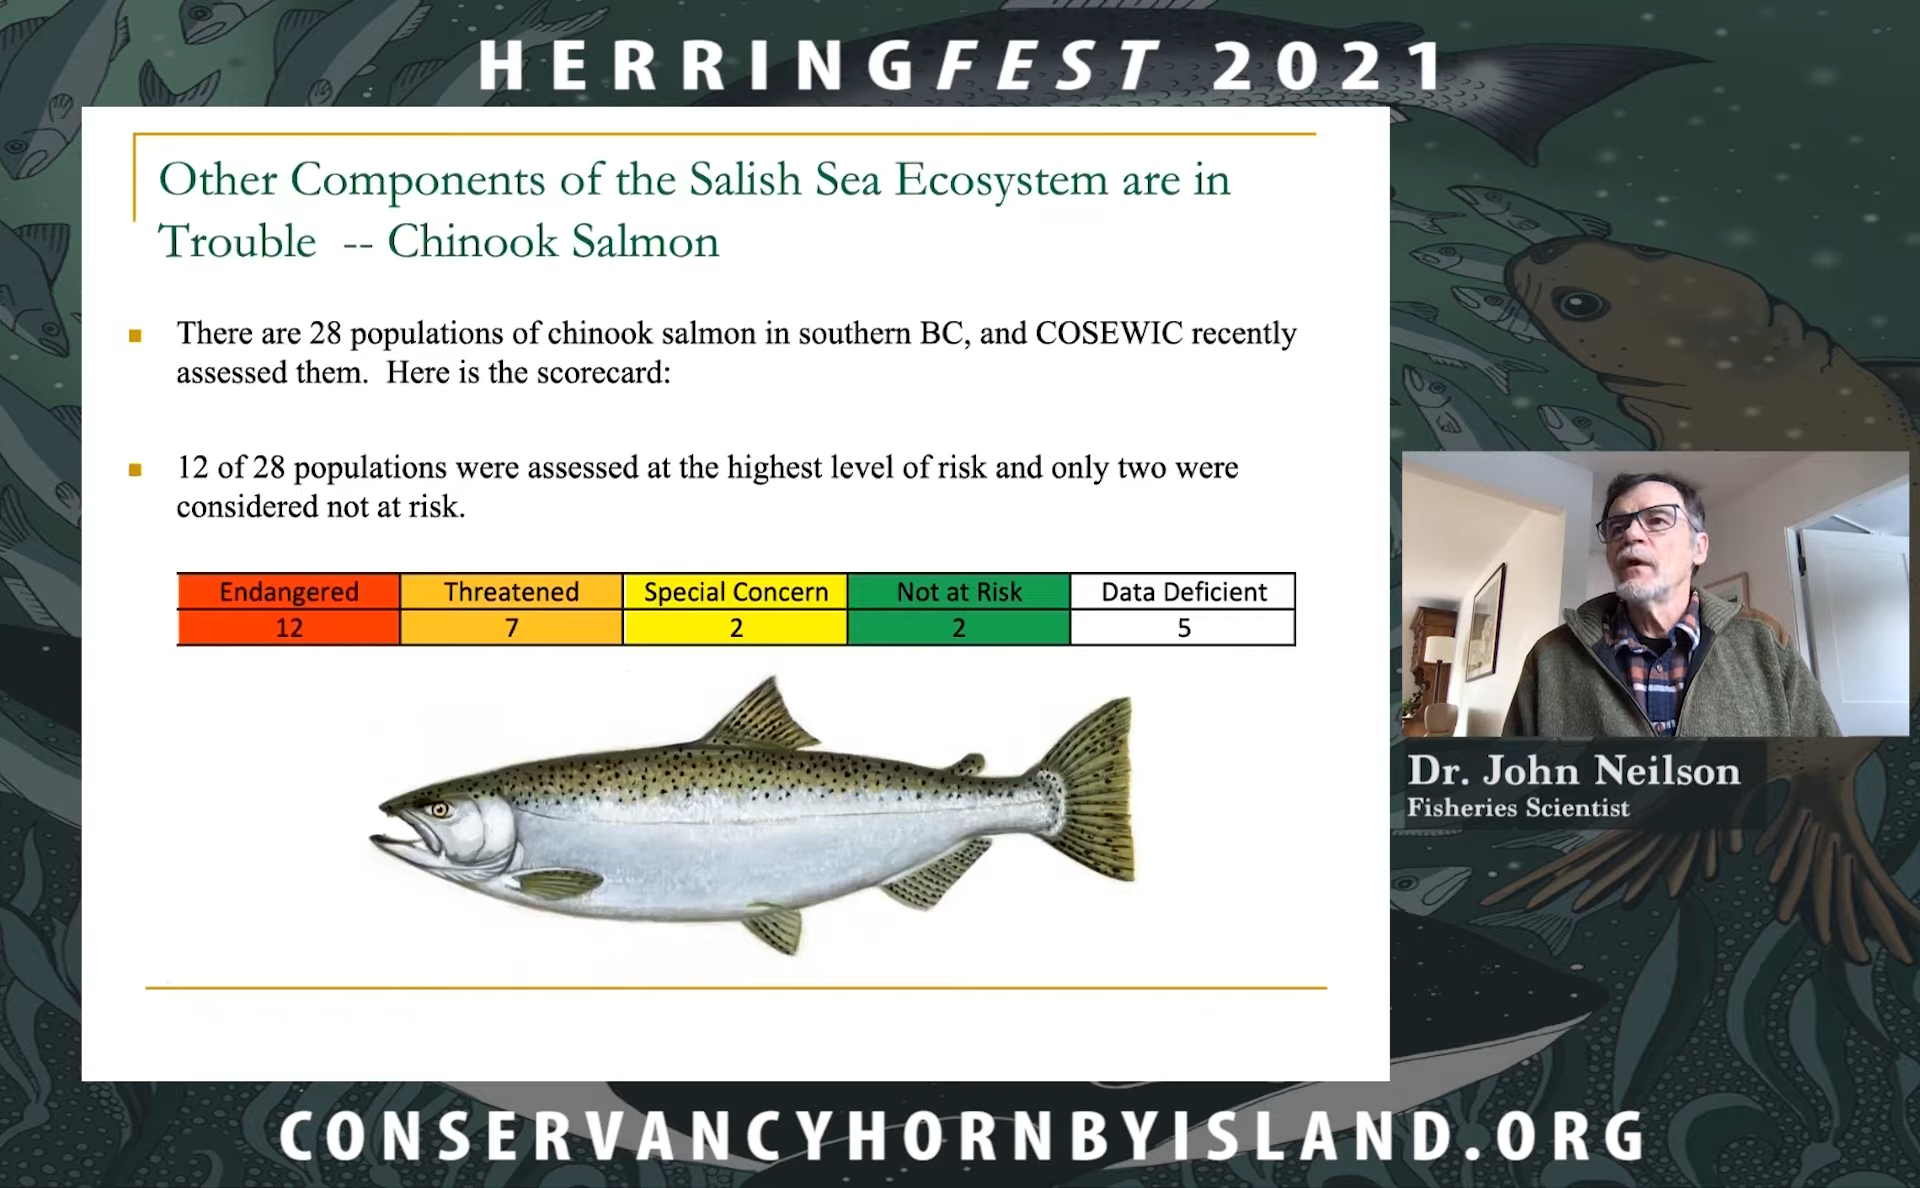 HERRINGFEST 2021
Other Components of the Salish Sea Ecosystem are in
Trouble -- Chinook Salmon
There are 28 populations of chinook salmon in southern BC, and COSEWIC recently
assessed them. Here is the scorecard:
12 of 28 populations were assessed at the highest level of risk and only two were
considered not at risk.
Endangered Threatened Special Concern Not at Risk Data Deficient
12 7 2 2 5
Dr. John Neilson
Fisheries Scientist
CONSERVANCYHORNBYISLAND.ORG